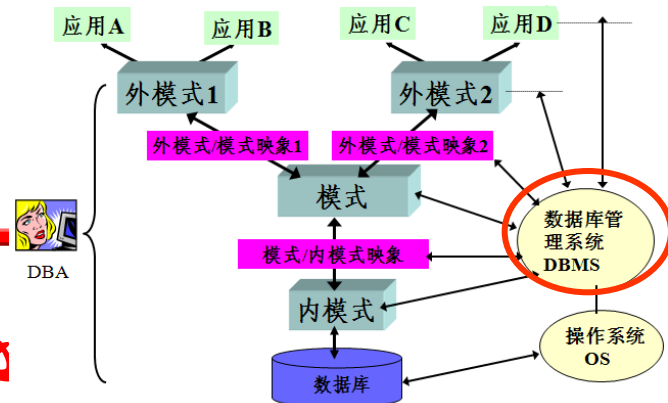 应用A
应用B
应用C
应用D
外模式1
外模式2
外模式/模式映象1
外模式/模式映象2
模式
数据库管
理系统
DBMS
DBA
模式/内模式映象
内模式
操作系统
OS
数据库